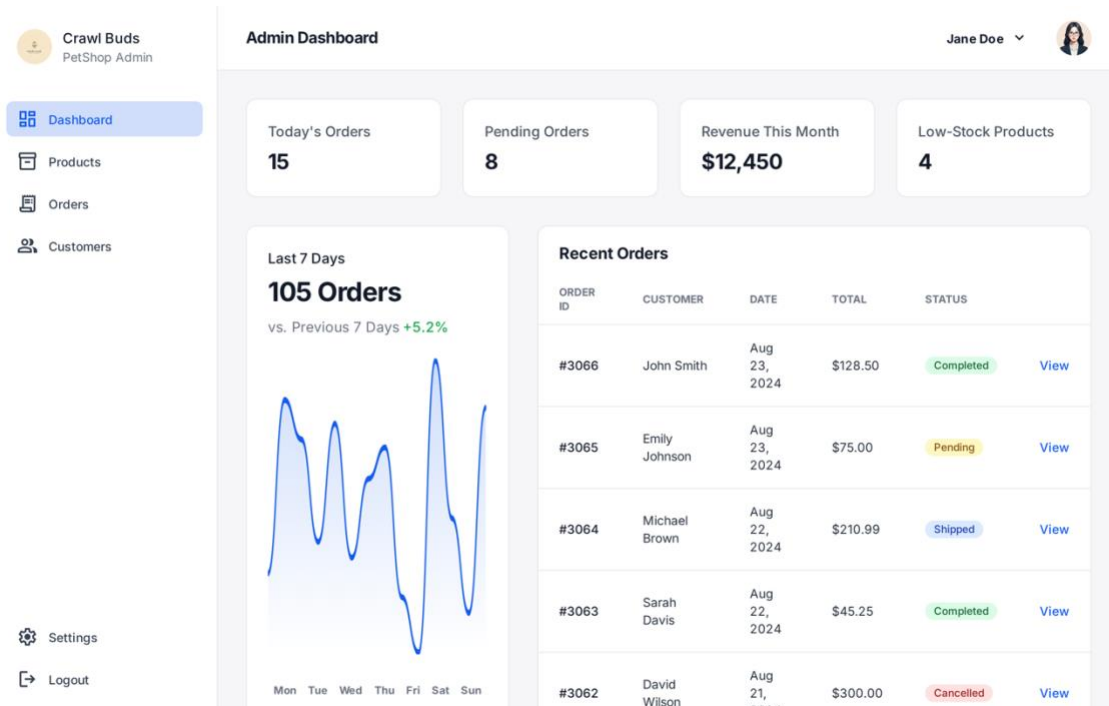 Crawl Buds
PetShop Admin
Dashboard
Products
Orders
Customers
Settings
Logout
Admin Dashboard
Jane Doe
Today's Orders
15
Pending Orders
8
Revenue This Month
$12,450
Low-Stock Products
4
Last 7 Days
105 Orders
vs. Previous 7 Days +5.2%
Mon Tue Wed Thu Fri Sat Sun
Recent Orders
ORDER ID CUSTOMER DATE TOTAL STATUS
#3066 John Smith Aug 23, 2024 $128.50 Completed View
#3065 Emily Johnson Aug 23, 2024 $75.00 Pending View
#3064 Michael Brown Aug 22, 2024 $210.99 Shipped View
#3063 Sarah Davis Aug 22, 2024 $45.25 Completed View
#3062 David Wilson Aug 21, $300.00 Cancelled View